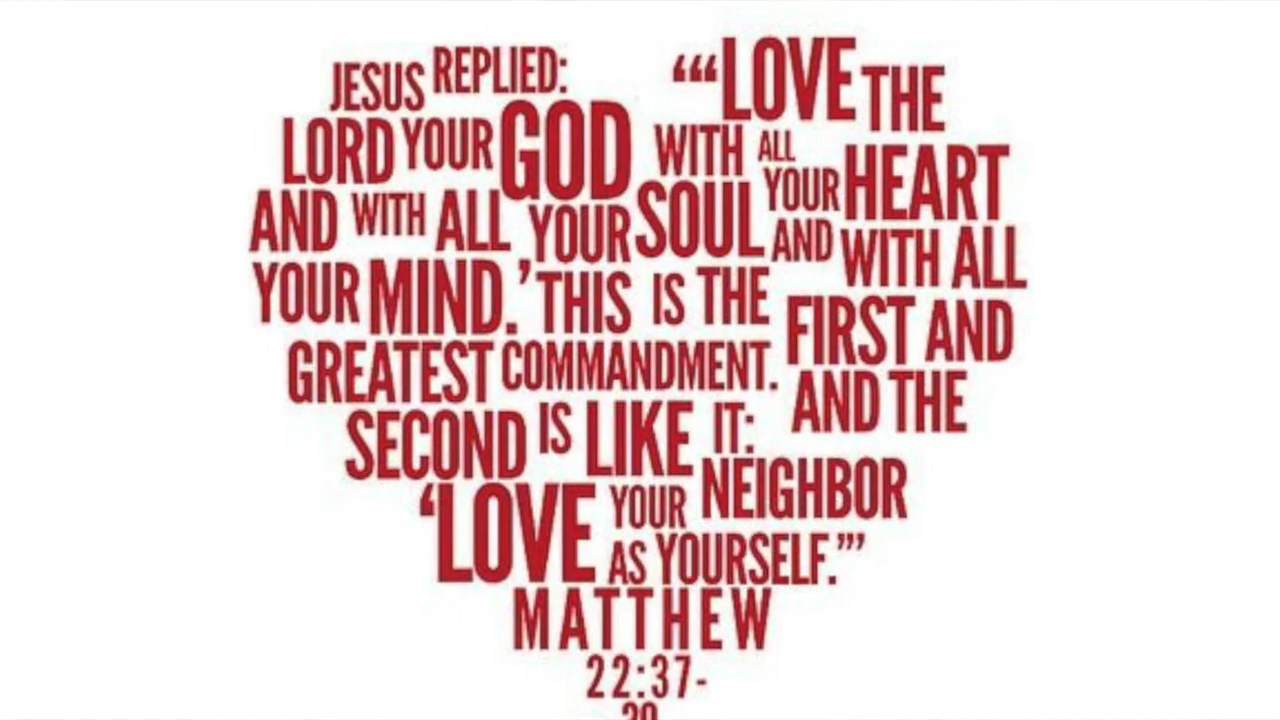 JESUS REPLIED: “‘“LOVE THE
LORD YOUR GOD WITH ALL YOUR HEART
AND WITH ALL YOUR SOUL AND WITH ALL
YOUR MIND.’ THIS IS THE FIRST AND
GREATEST COMMANDMENT. AND THE
SECOND IS LIKE IT:
‘LOVE YOUR NEIGHBOR
AS YOURSELF.’”
MATTHEW
22:37-